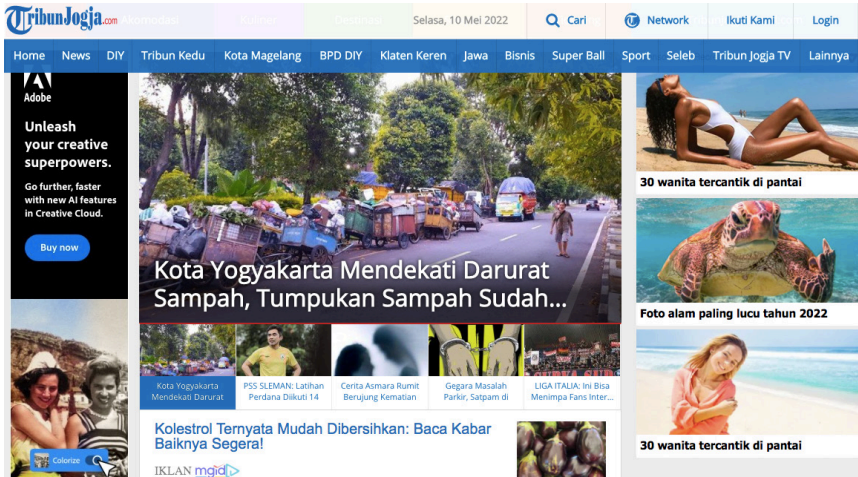 TribunJogja.com
Akomodasi
Kuliner
Destinasi
Selasa, 10 Mei 2022
Cari
Network
Ikuti Kami
Login
Home News DIY Tribun Kedu Kota Magelang BPD DIY Klaten Keren Jawa Bisnis Super Ball Sport Seleb Tribun Jogja TV Lainnya
Adobe
Unleash
your creative
superpowers.
Go further, faster
with new AI features
in Creative Cloud.
Buy now
Colorize
Kota Yogyakarta Mendekati Darurat
Sampah, Tumpukan Sampah Sudah...
Kota Yogyakarta
Mendekati Darurat
PSS SLEMAN: Latihan
Perdana Diikuti 14
Cerita Asmara Rumit
Berujung Kematian
Gegara Masalah
Parkir, Satpam di
LIGA ITALIA: Ini Bisa
Menimpa Fans Inter...
Kolestrol Ternyata Mudah Dibersihkan: Baca Kabar
Baiknya Segera!
IKLAN mgid
30 wanita tercantik di pantai
Foto alam paling lucu tahun 2022
30 wanita tercantik di pantai